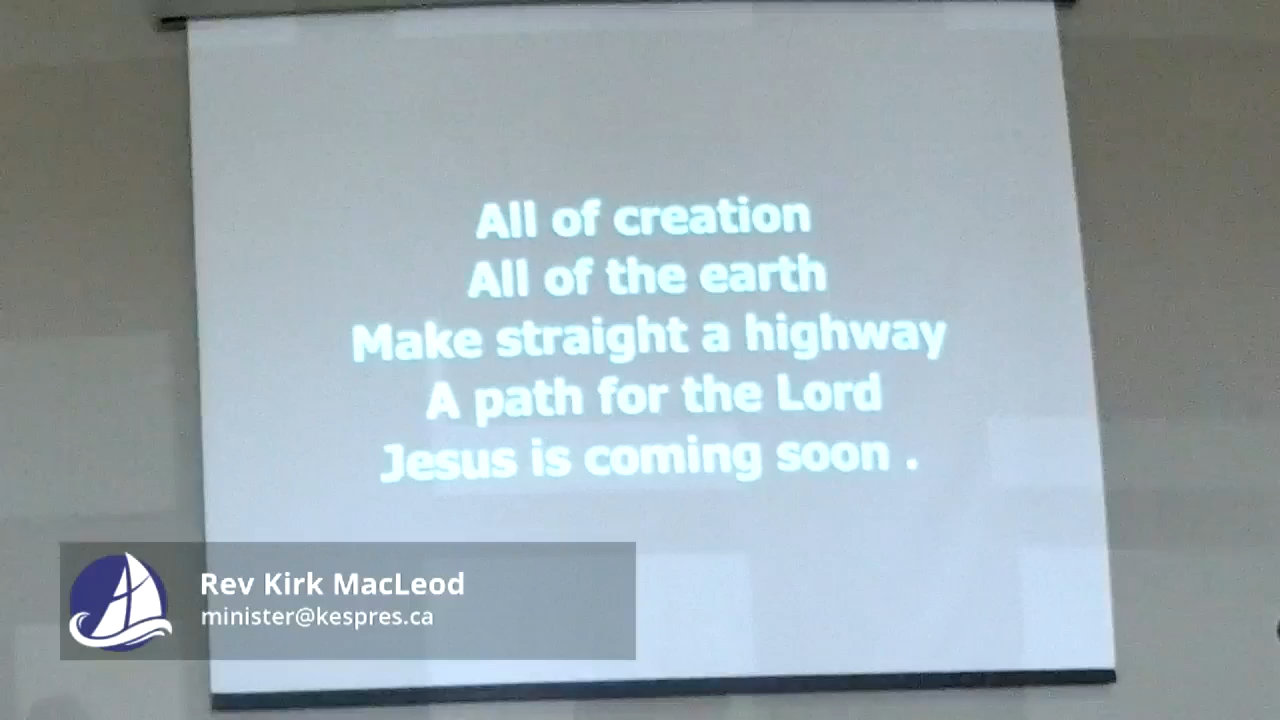 All of creation
All of the earth
Make straight a highway
A path for the Lord
Jesus is coming soon .
Rev Kirk MacLeod
minister@kespres.ca